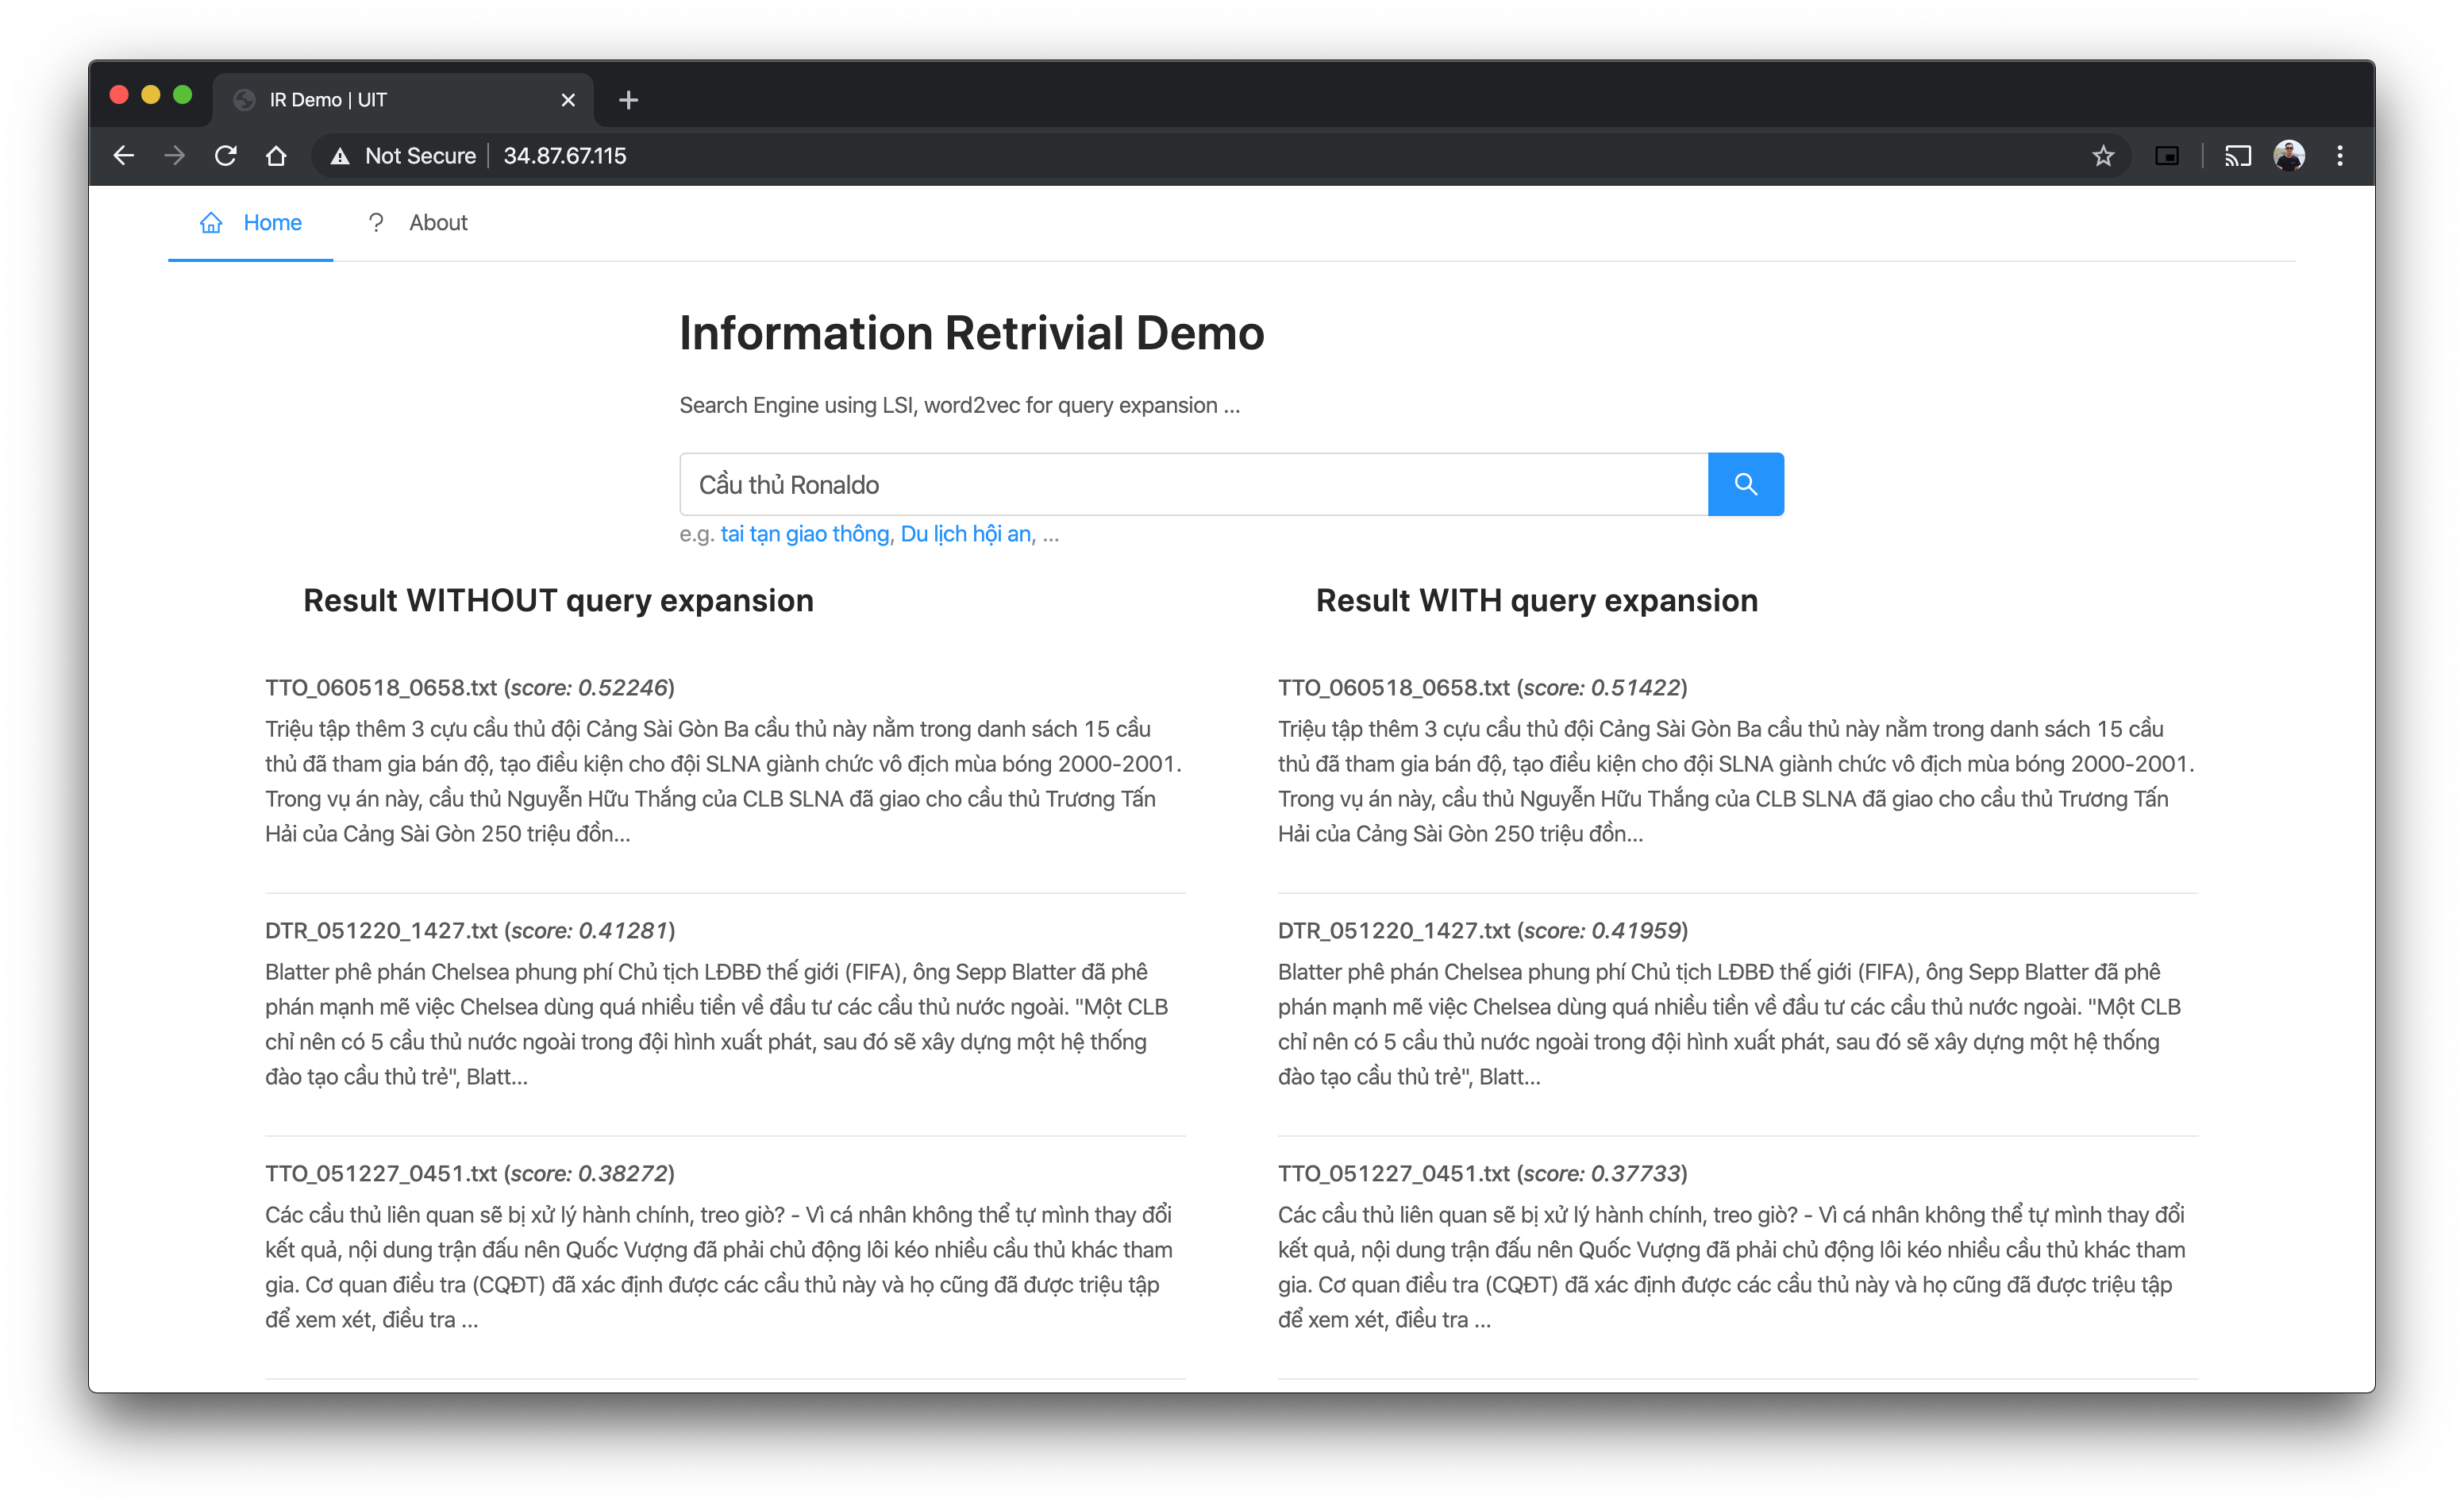 IR Demo | UIT
Not Secure
34.87.67.115
Home
About
Information Retrivial Demo
Search Engine using LSI, word2vec for query expansion ...
Cầu thủ Ronaldo
e.g. tai tạn giao thông, Du lịch hội an, ...
Result WITHOUT query expansion
TTO_060518_0658.txt (score: 0.52246)
Triệu tập thêm 3 cựu cầu thủ đội Cảng Sài Gòn Ba cầu thủ này nằm trong danh sách 15 cầu
thủ đã tham gia bán độ, tạo điều kiện cho đội SLNA giành chức vô địch mùa bóng 2000-2001.
Trong vụ án này, cầu thủ Nguyễn Hữu Thắng của CLB SLNA đã giao cho cầu thủ Trương Tấn
Hải của Cảng Sài Gòn 250 triệu đồn...
DTR_051220_1427.txt (score: 0.41281)
Blatter phê phán Chelsea phung phí Chủ tịch LĐBĐ thế giới (FIFA), ông Sepp Blatter đã phê
phán mạnh mẽ việc Chelsea dùng quá nhiều tiền về đầu tư các cầu thủ nước ngoài. "Một CLB
chỉ nên có 5 cầu thủ nước ngoài trong đội hình xuất phát, sau đó sẽ xây dựng một hệ thống
đào tạo cầu thủ trẻ", Blatt...
TTO_051227_0451.txt (score: 0.38272)
Các cầu thủ liên quan sẽ bị xử lý hành chính, treo giò? - Vì cá nhân không thể tự mình thay đổi
kết quả, nội dung trận đấu nên Quốc Vượng đã phải chủ động lôi kéo nhiều cầu thủ khác tham
gia. Cơ quan điều tra (CQĐT) đã xác định được các cầu thủ này và họ cũng đã được triệu tập
để xem xét, điều tra ...
Result WITH query expansion
TTO_060518_0658.txt (score: 0.51422)
Triệu tập thêm 3 cựu cầu thủ đội Cảng Sài Gòn Ba cầu thủ này nằm trong danh sách 15 cầu
thủ đã tham gia bán độ, tạo điều kiện cho đội SLNA giành chức vô địch mùa bóng 2000-2001.
Trong vụ án này, cầu thủ Nguyễn Hữu Thắng của CLB SLNA đã giao cho cầu thủ Trương Tấn
Hải của Cảng Sài Gòn 250 triệu đồn...
DTR_051220_1427.txt (score: 0.41959)
Blatter phê phán Chelsea phung phí Chủ tịch LĐBĐ thế giới (FIFA), ông Sepp Blatter đã phê
phán mạnh mẽ việc Chelsea dùng quá nhiều tiền về đầu tư các cầu thủ nước ngoài. "Một CLB
chỉ nên có 5 cầu thủ nước ngoài trong đội hình xuất phát, sau đó sẽ xây dựng một hệ thống
đào tạo cầu thủ trẻ", Blatt...
TTO_051227_0451.txt (score: 0.37733)
Các cầu thủ liên quan sẽ bị xử lý hành chính, treo giò? - Vì cá nhân không thể tự mình thay đổi
kết quả, nội dung trận đấu nên Quốc Vượng đã phải chủ động lôi kéo nhiều cầu thủ khác tham
gia. Cơ quan điều tra (CQĐT) đã xác định được các cầu thủ này và họ cũng đã được triệu tập
để xem xét, điều tra ...